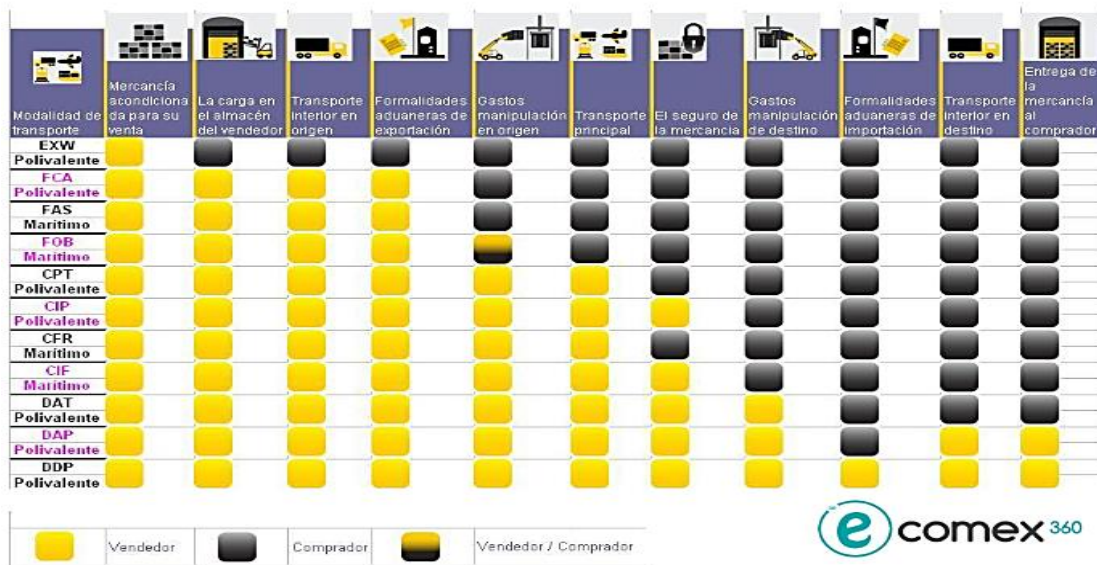 Modalidad de
transporte
Mercancía
acondiciona
da para su
venta
La carga en
el almacén
del vendedor
Transporte
interior en
origen
Formalidades
aduaneras de
exportación
Gastos
manipulación
en origen
Transporte
principal
El seguro de
la mercancia
Gastos
manipulación
de destino
Formalidades
aduaneras de
importación
Transporte
interior en
destino
Entrega de
la
mercancía
al
comprador
EXW
Polivalente
FCA
Polivalente
FAS
Marítimo
FOB
Marítimo
CPT
Polivalente
CIP
Polivalente
CFR
Marítimo
CIF
Marítimo
DAT
Polivalente
DAP
Polivalente
DDP
Polivalente
Vendedor
Comprador
Vendedor / Comprador
e comex 360